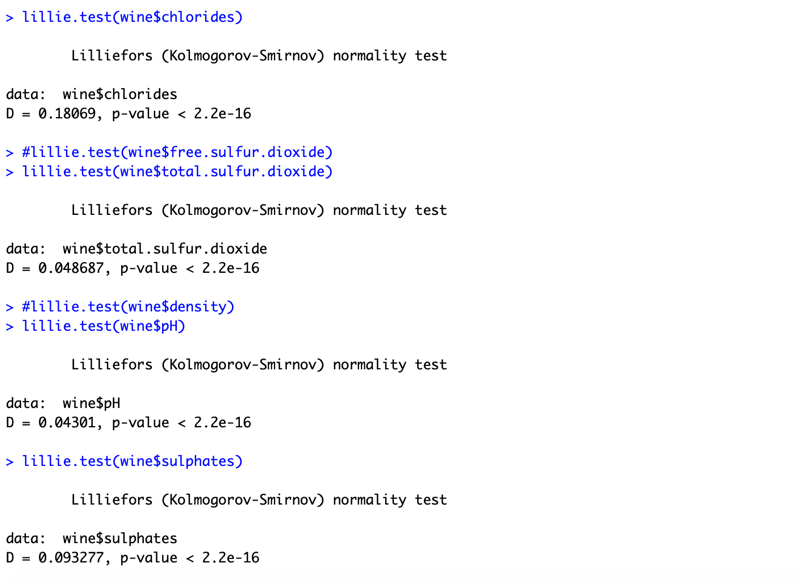 > lillie.test(wine$chlorides)
Lilliefors (Kolmogorov-Smirnov) normality test
data:  wine$chlorides
D = 0.18069, p-value < 2.2e-16
> #lillie.test(wine$free.sulfur.dioxide)
> lillie.test(wine$total.sulfur.dioxide)
Lilliefors (Kolmogorov-Smirnov) normality test
data:  wine$total.sulfur.dioxide
D = 0.048687, p-value < 2.2e-16
> #lillie.test(wine$density)
> lillie.test(wine$pH)
Lilliefors (Kolmogorov-Smirnov) normality test
data:  wine$pH
D = 0.04301, p-value < 2.2e-16
> lillie.test(wine$sulphates)
Lilliefors (Kolmogorov-Smirnov) normality test
data:  wine$sulphates
D = 0.093277, p-value < 2.2e-16